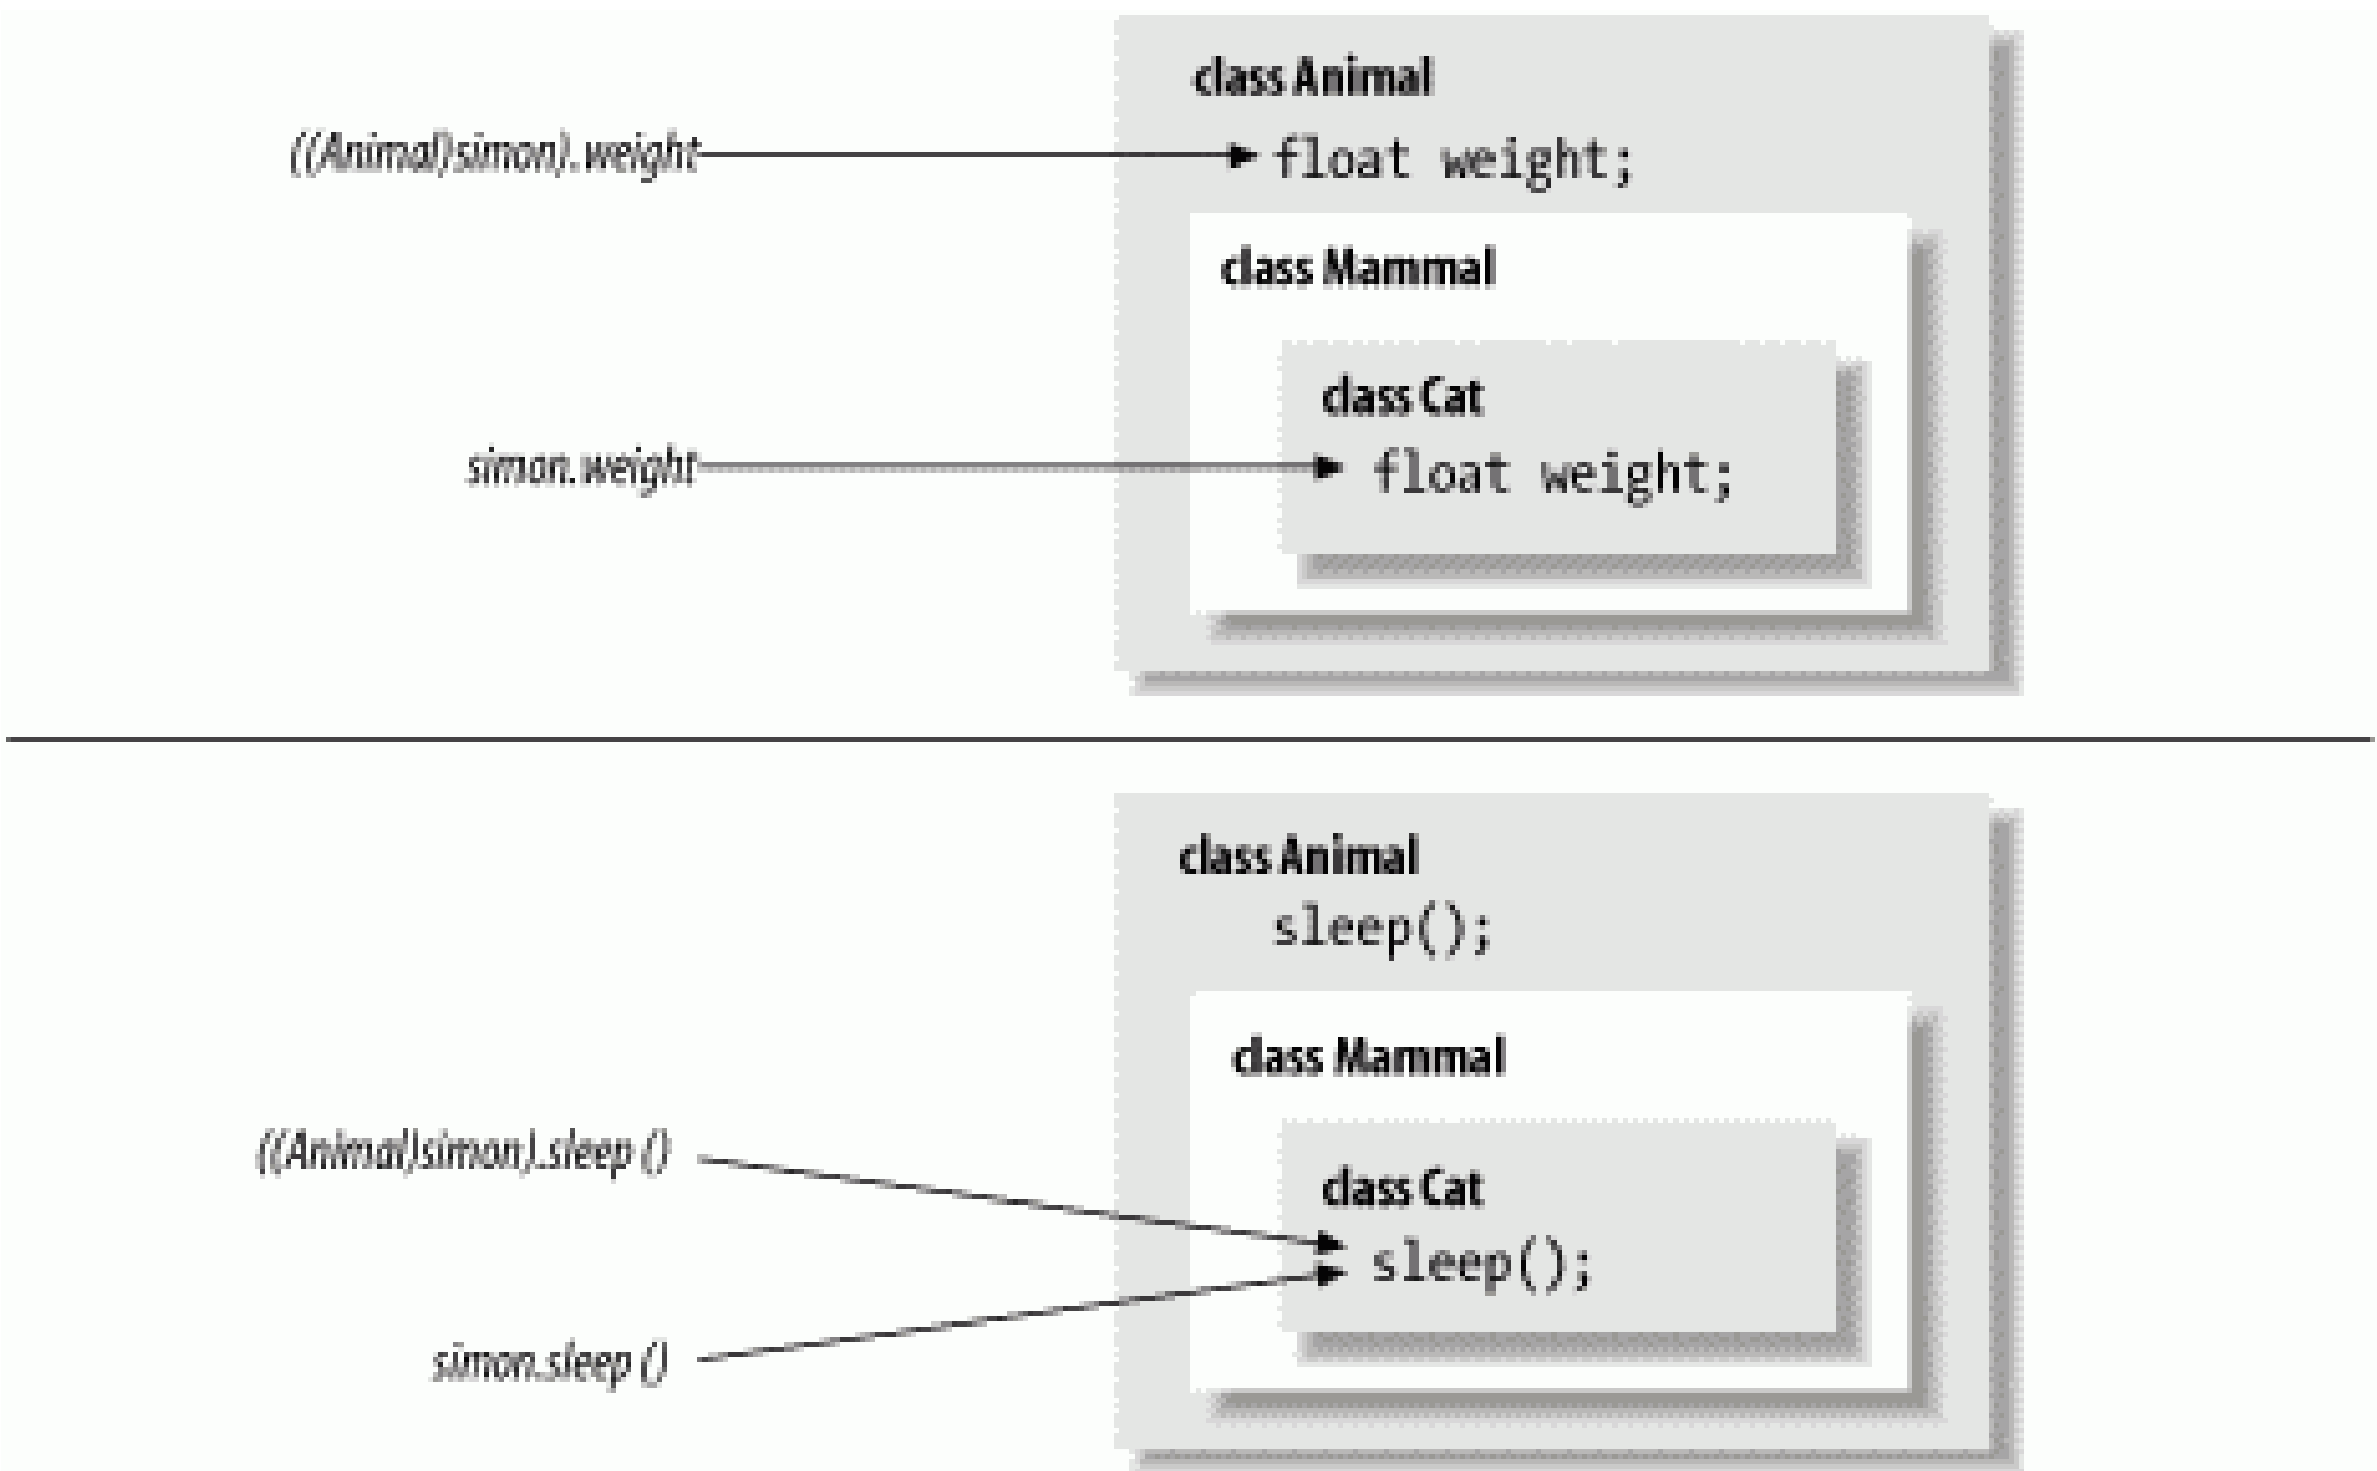 class Animal
((Animal)simon).weight float weight;
class Mammal
class Cat
simon.weight float weight;
class Animal
sleep();
class Mammal
((Animal)simon).sleep ()
class Cat
sleep();
simon.sleep ()